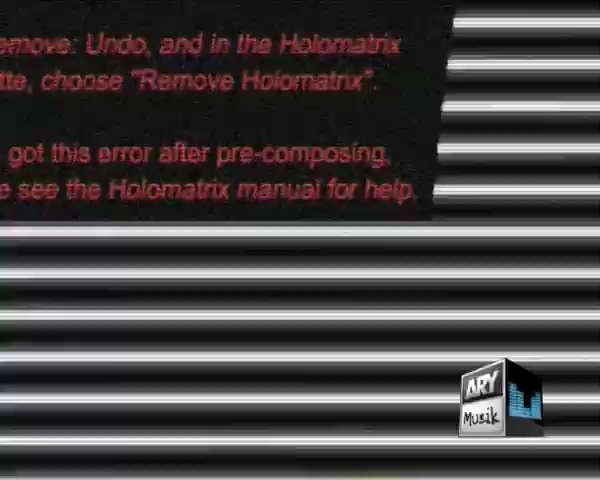 emove: Undo, and in the Holomatrix
tte, choose "Remove Holomatrix".
got this error after pre-composing,
e see the Holomatrix manual for help.
ARY
Musik